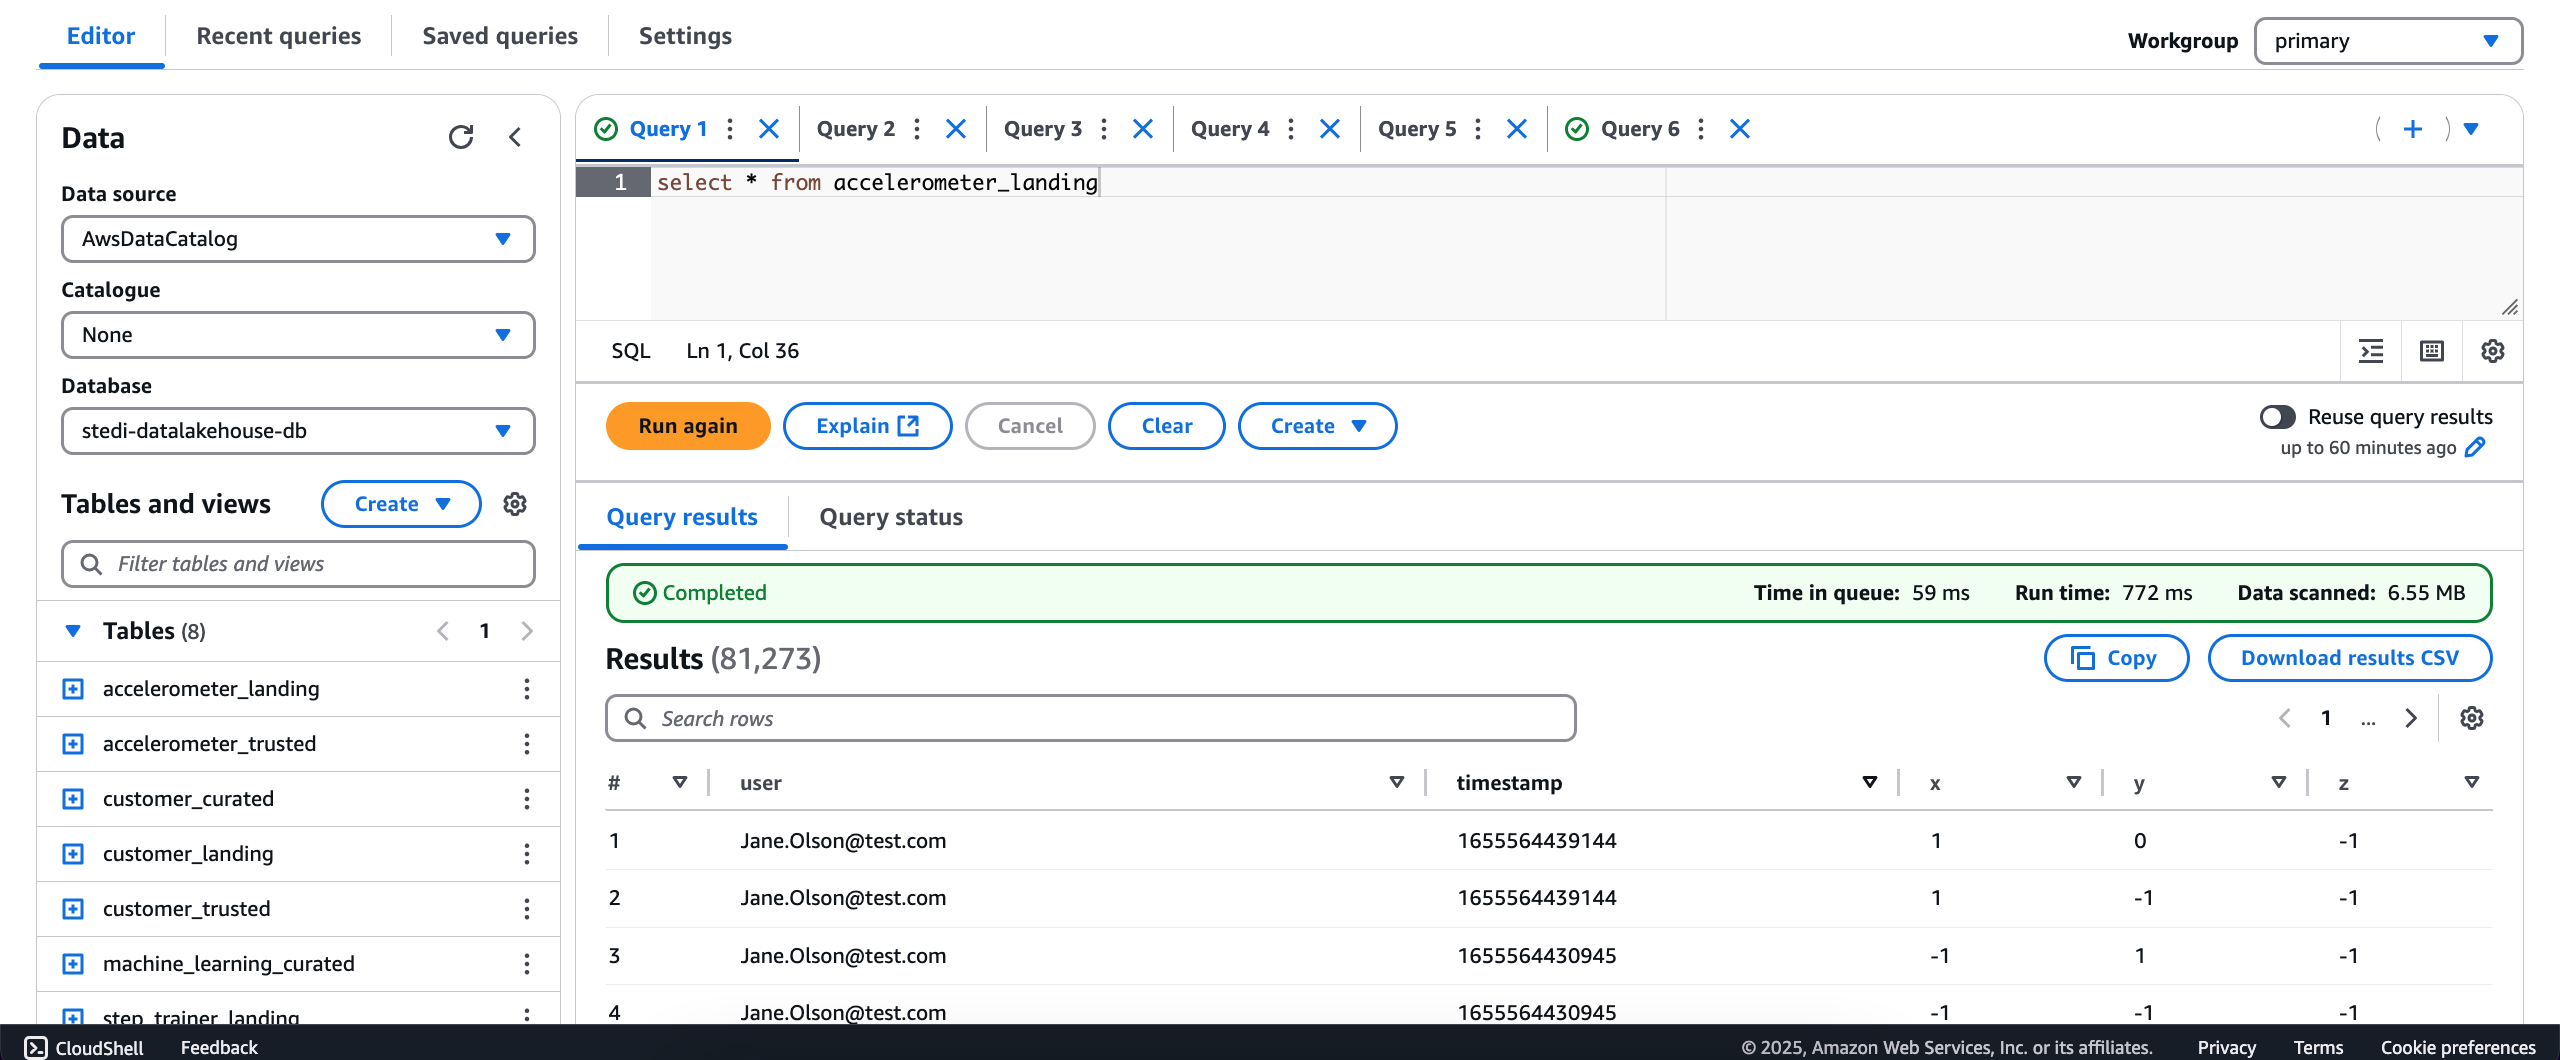 Editor Recent queries Saved queries Settings Workgroup primary
Data
Data source
AwsDataCatalog
Catalogue
None
Database
stedi-datalakehouse-db
Tables and views Create
Filter tables and views
Tables (8) 1
accelerometer_landing
accelerometer_trusted
customer_curated
customer_landing
customer_trusted
machine_learning_curated
step_trainer_landing
Query 1 Query 2 Query 3 Query 4 Query 5 Query 6
1 select * from accelerometer_landing
SQL Ln 1, Col 36
Run again Explain Cancel Clear Create Reuse query results
up to 60 minutes ago
Query results Query status
Completed Time in queue: 59 ms Run time: 772 ms Data scanned: 6.55 MB
Results (81,273) Copy Download results CSV
Search rows 1 ...
# user timestamp x y z
1 Jane.Olson@test.com 1655564439144 1 0 -1
2 Jane.Olson@test.com 1655564439144 1 -1 -1
3 Jane.Olson@test.com 1655564430945 -1 1 -1
4 Jane.Olson@test.com 1655564430945 -1 -1 -1
CloudShell Feedback © 2025, Amazon Web Services, Inc. or its affiliates. Privacy Terms Cookie preferences